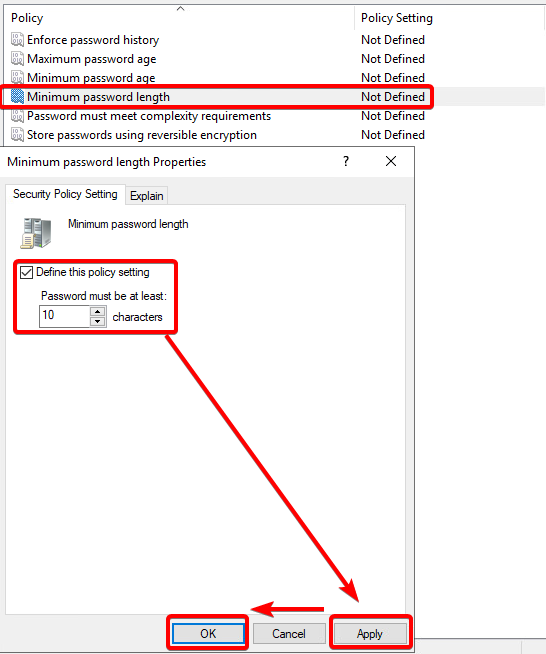 Policy Policy Setting
Enforce password history Not Defined
Maximum password age Not Defined
Minimum password age Not Defined
Minimum password length Not Defined
Password must meet complexity requirements Not Defined
Store passwords using reversible encryption Not Defined
Minimum password length Properties ?
Security Policy Setting Explain
Minimum password length
Define this policy setting
Password must be at least:
10 characters
OK Cancel Apply